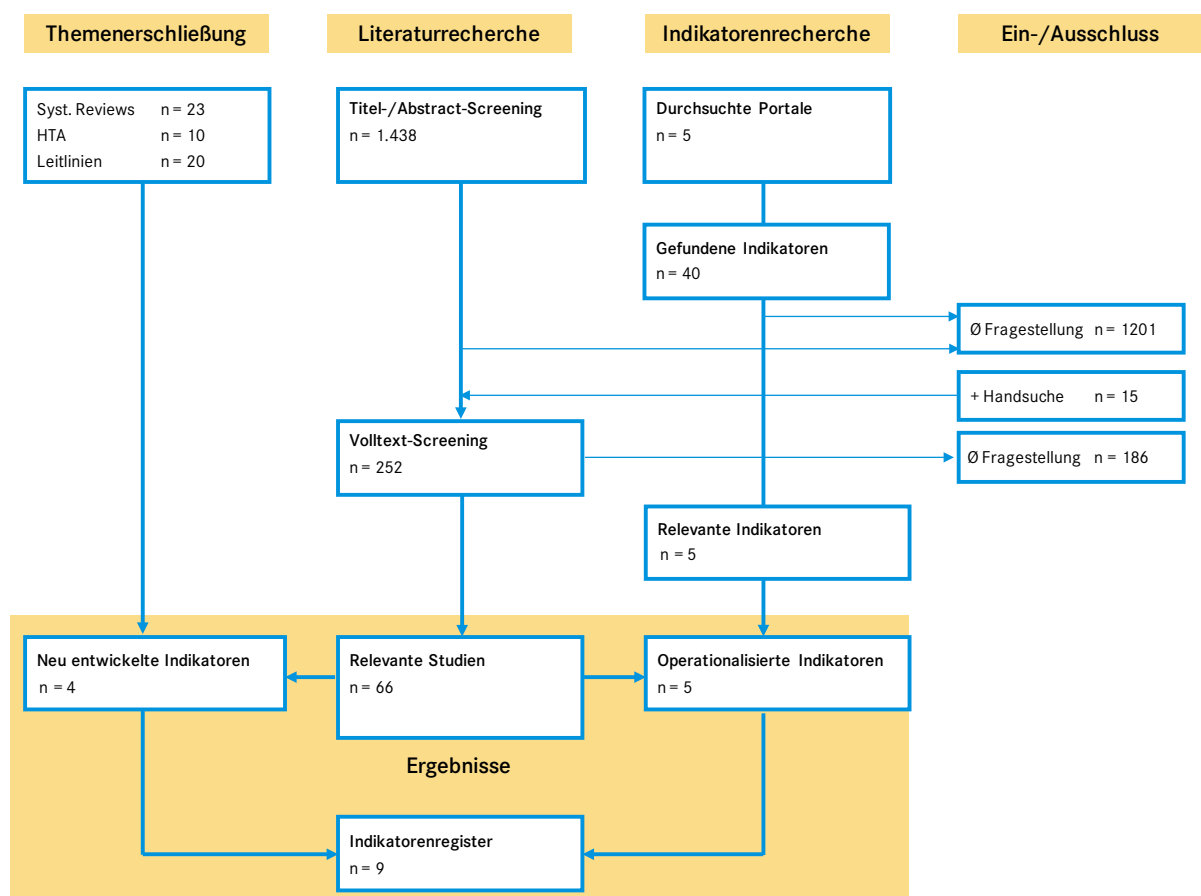 Themenerschließung
Literaturrecherche
Indikatorenrecherche
Ein-/Ausschluss
Syst. Reviews n = 23
HTA n = 10
Leitlinien n = 20
Titel-/Abstract-Screening
n = 1.438
Durchsuchte Portale
n = 5
Gefundene Indikatoren
n = 40
Ø Fragestellung n = 1201
+ Handsuche n = 15
Volltext-Screening
n = 252
Ø Fragestellung n = 186
Relevante Indikatoren
n = 5
Neu entwickelte Indikatoren
n = 4
Relevante Studien
n = 66
Operationalisierte Indikatoren
n = 5
Ergebnisse
Indikatorenregister
n = 9